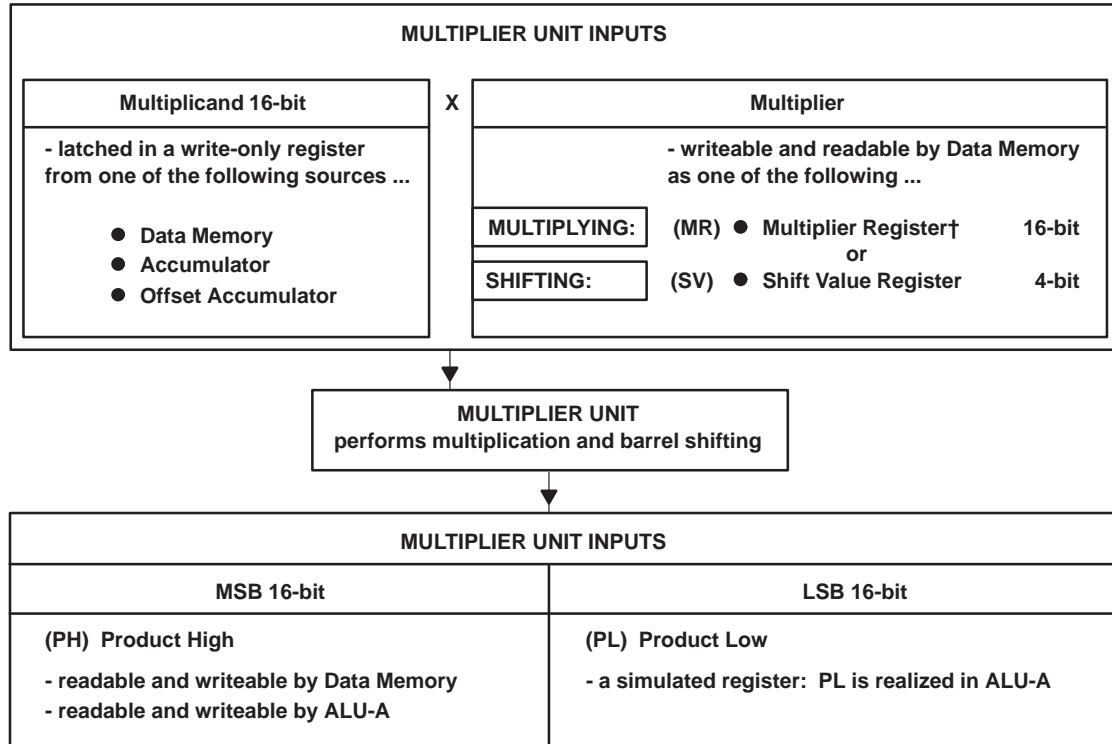 MULTIPLIER UNIT INPUTS
Multiplicand 16-bit
X
Multiplier
- latched in a write-only register
from one of the following sources ...
● Data Memory
● Accumulator
● Offset Accumulator
- writeable and readable by Data Memory
as one of the following ...
MULTIPLYING: (MR) ● Multiplier Register† 16-bit
or
SHIFTING: (SV) ● Shift Value Register 4-bit
MULTIPLIER UNIT
performs multiplication and barrel shifting
MULTIPLIER UNIT INPUTS
MSB 16-bit
(PH) Product High
- readable and writeable by Data Memory
- readable and writeable by ALU-A
LSB 16-bit
(PL) Product Low
- a simulated register: PL is realized in ALU-A